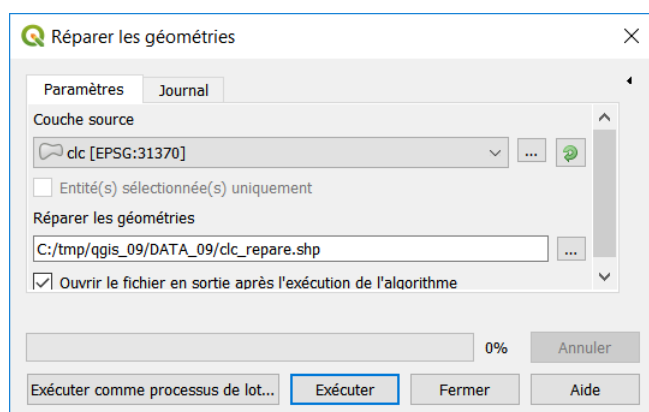 Réparer les géométries
Paramètres Journal
Couche source
clc [EPSG:31370]
...
Entité(s) sélectionnée(s) uniquement
Réparer les géométries
C:/tmp/qgis_09/DATA_09/clc_repare.shp
...
Ouvrir le fichier en sortie après l'exécution de l'algorithme
0% Annuler
Exécuter comme processus de lot... Exécuter Fermer Aide